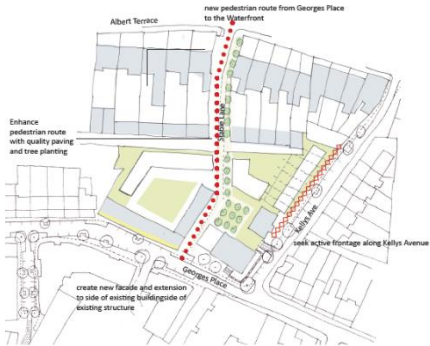 new pedestrian route from Georges Place
to the Waterfront
Albert Terrace
Enhance
pedestrian route
with quality paving
and tree planting
Kellys Ave
seek active frontage along Kellys Avenue
Georges Place
create new facade and extension
to side of existing buildingside of
existing structure